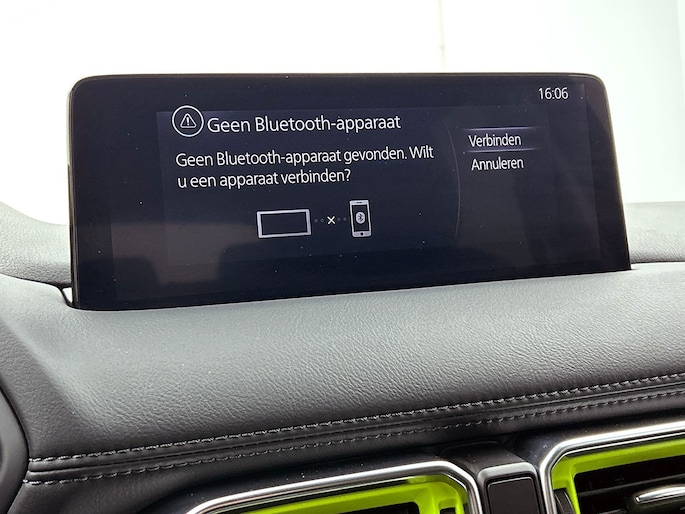 16:06
Geen Bluetooth-apparaat
Geen Bluetooth-apparaat gevonden. Wilt
u een apparaat verbinden?
Verbinden
Annuleren